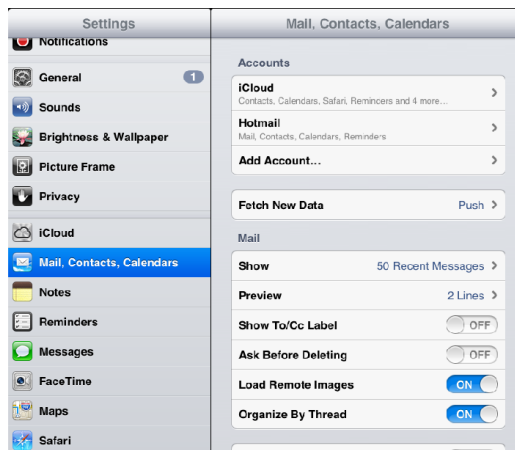 Settings
Notifications
General 1
Sounds
Brightness & Wallpaper
Picture Frame
Privacy
iCloud
Mail, Contacts, Calendars
Notes
Reminders
Messages
FaceTime
Maps
Safari
Mail, Contacts, Calendars
Accounts
iCloud
Contacts, Calendars, Safari, Reminders and 4 more...
Hotmail
Mail, Contacts, Calendars, Reminders
Add Account...
Fetch New Data Push
Mail
Show 50 Recent Messages
Preview 2 Lines
Show To/Cc Label OFF
Ask Before Deleting OFF
Load Remote Images ON
Organize By Thread ON